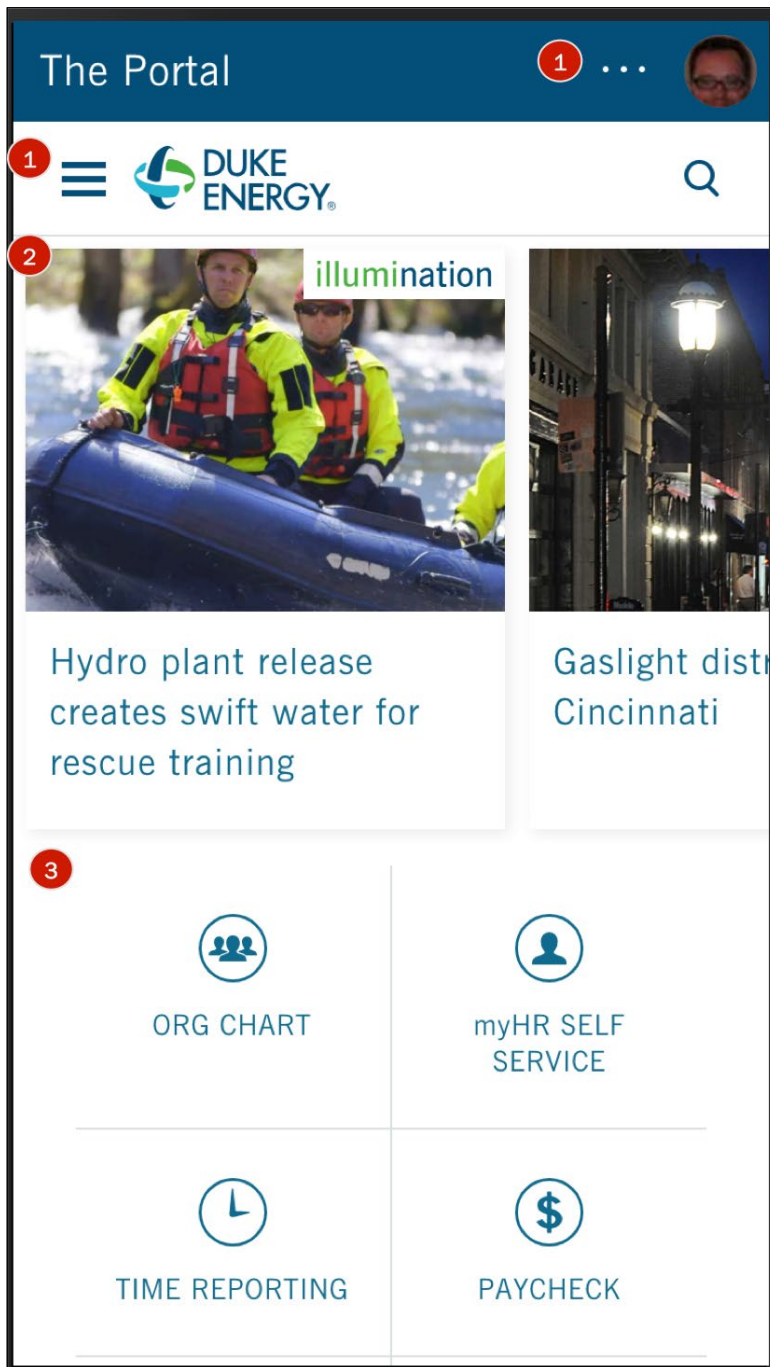 The Portal
1
...
1
DUKE
ENERGY®
2
illumination
Hydro plant release
creates swift water for
rescue training
Gaslight distr
Cincinnati
3
ORG CHART
myHR SELF
SERVICE
TIME REPORTING
$
PAYCHECK